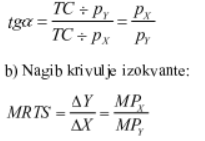 tgα = TC ÷ p_Y / TC ÷ p_X = p_X / p_Y
b) Nagib krivulje izokvante:
MRTS = ΔY / ΔX = MP_X / MP_Y